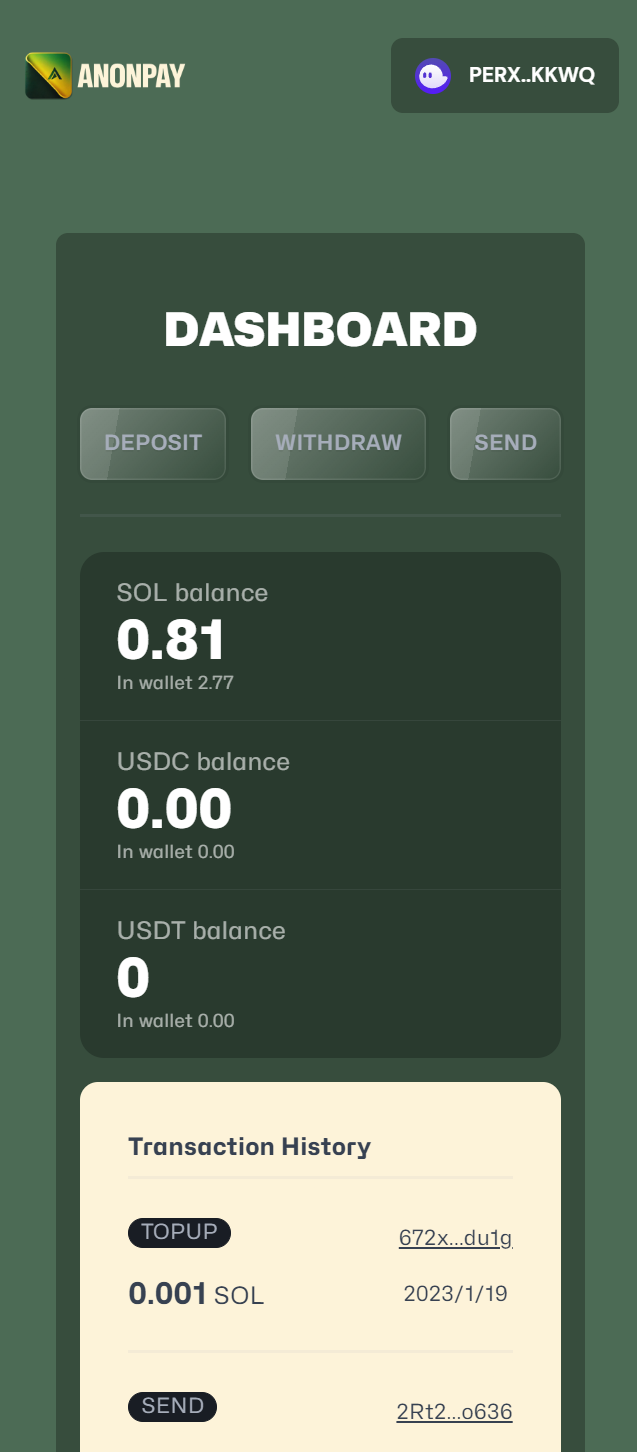 ANONPAY
PERX..KKWQ
DASHBOARD
DEPOSIT WITHDRAW SEND
SOL balance
0.81
In wallet 2.77
USDC balance
0.00
In wallet 0.00
USDT balance
0
In wallet 0.00
Transaction History
TOPUP 672x...du1g
0.001 SOL 2023/1/19
SEND 2Rt2...o636